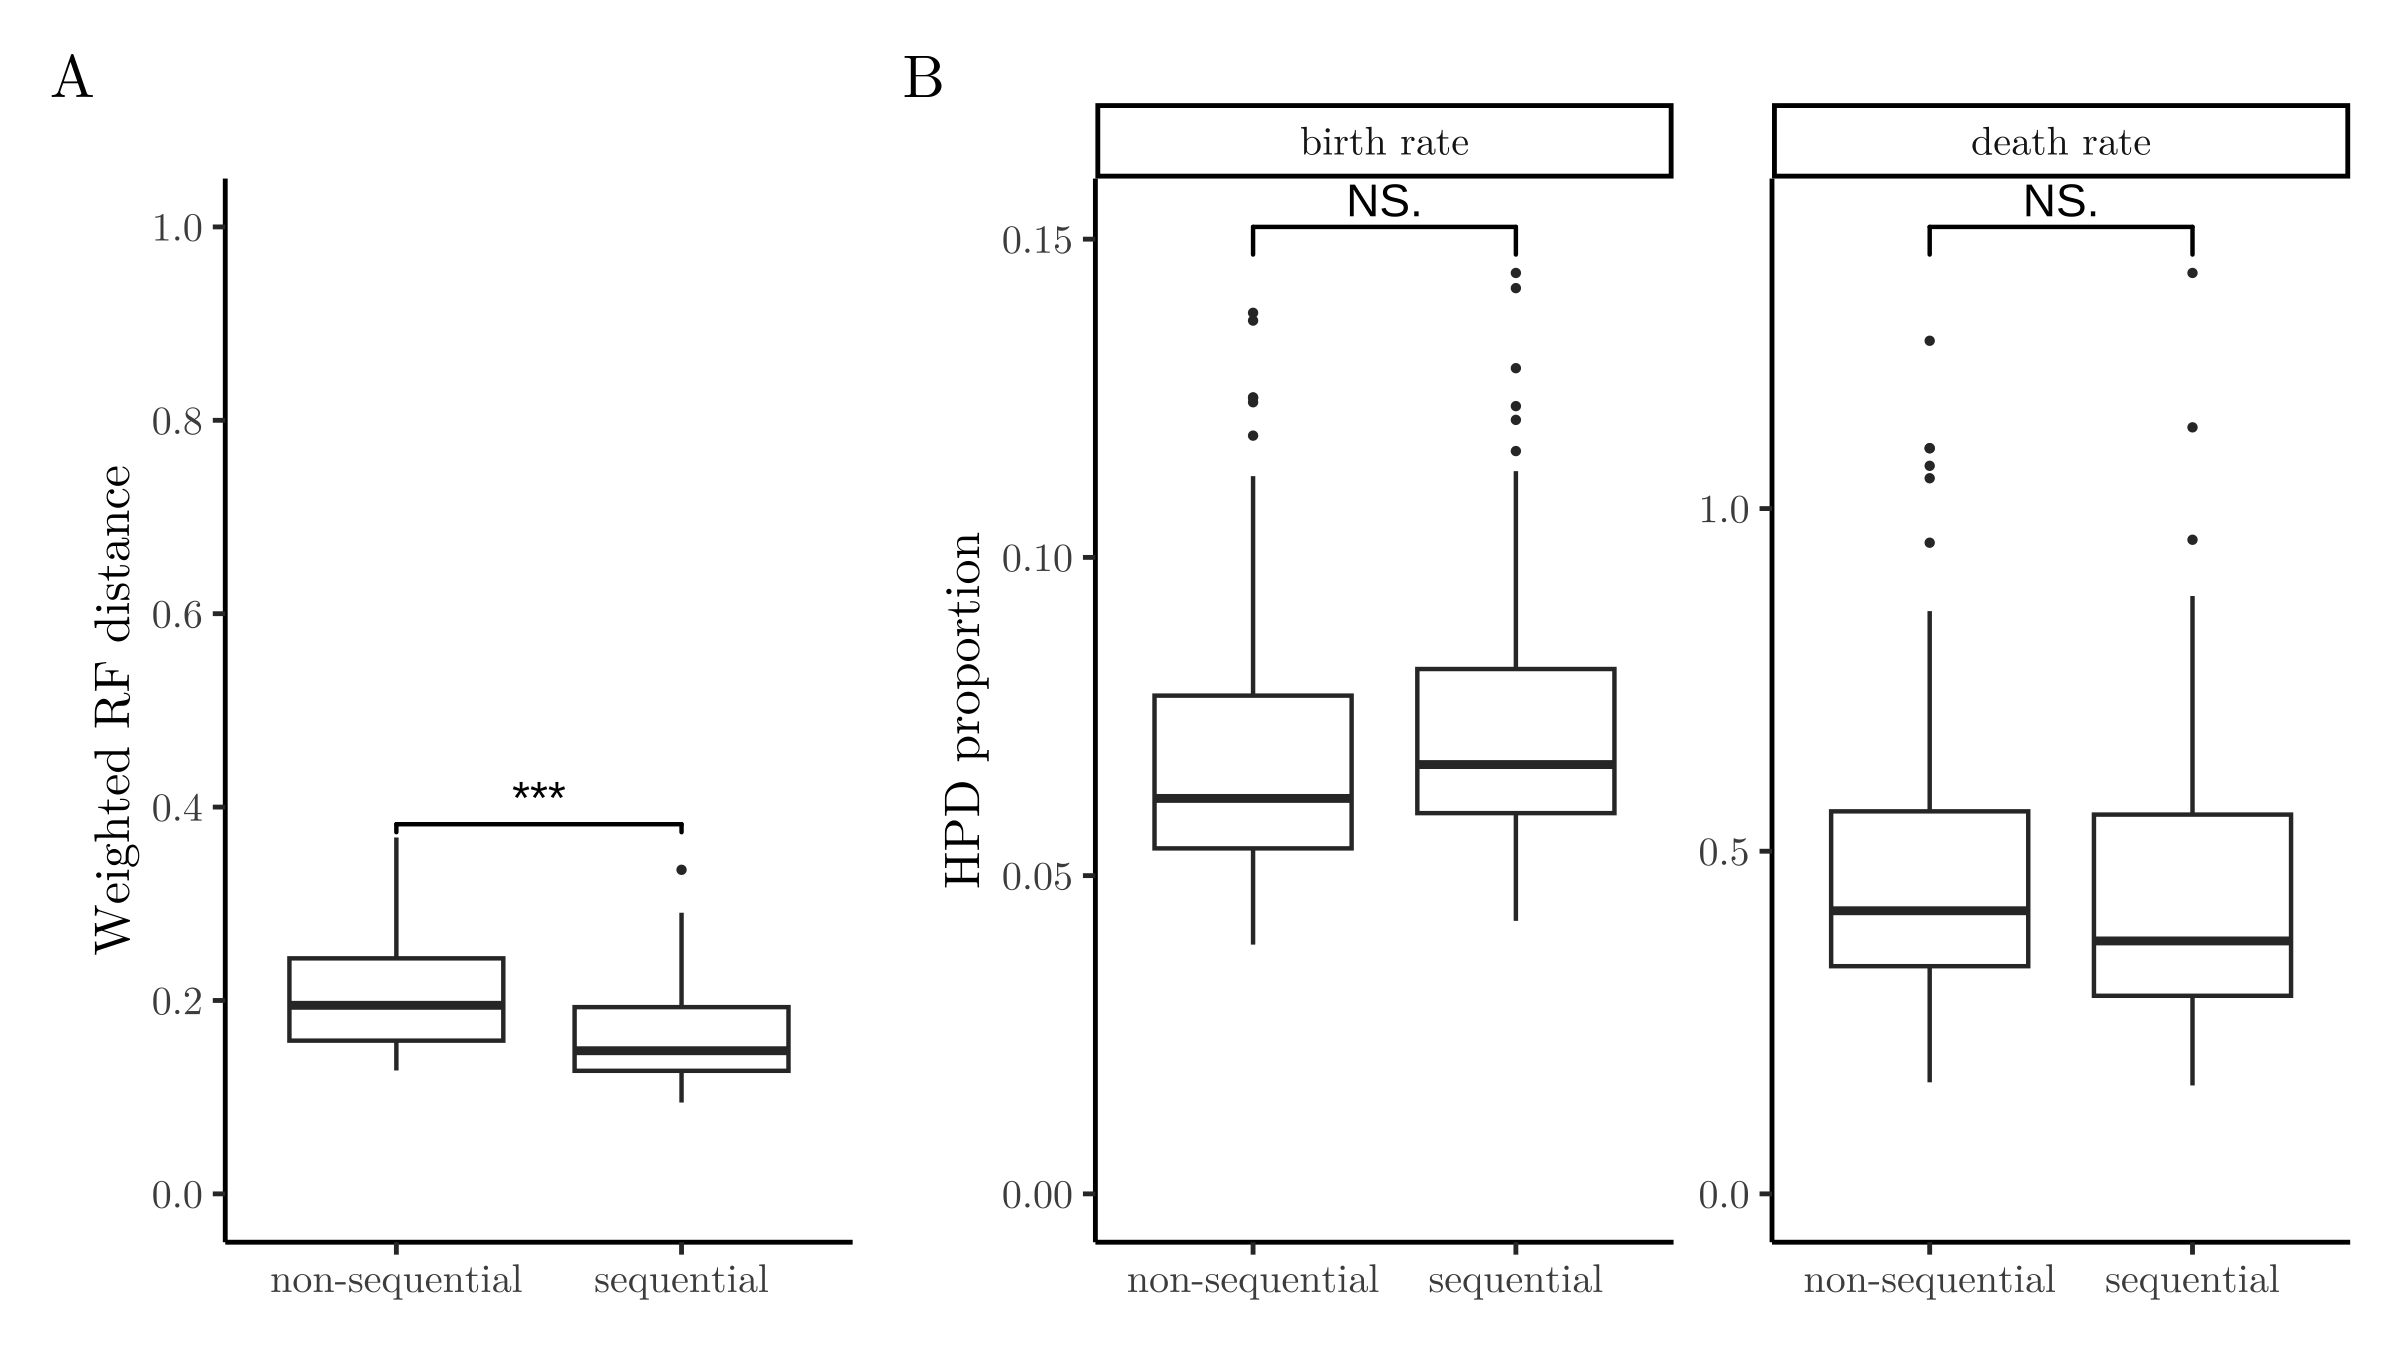 A
Weighted RF distance
1.0
0.8
0.6
0.4
0.2
0.0
***
non-sequential
sequential
B
HPD proportion
birth rate
NS.
0.15
0.10
0.05
0.00
non-sequential
sequential
death rate
NS.
1.0
0.5
0.0
non-sequential
sequential